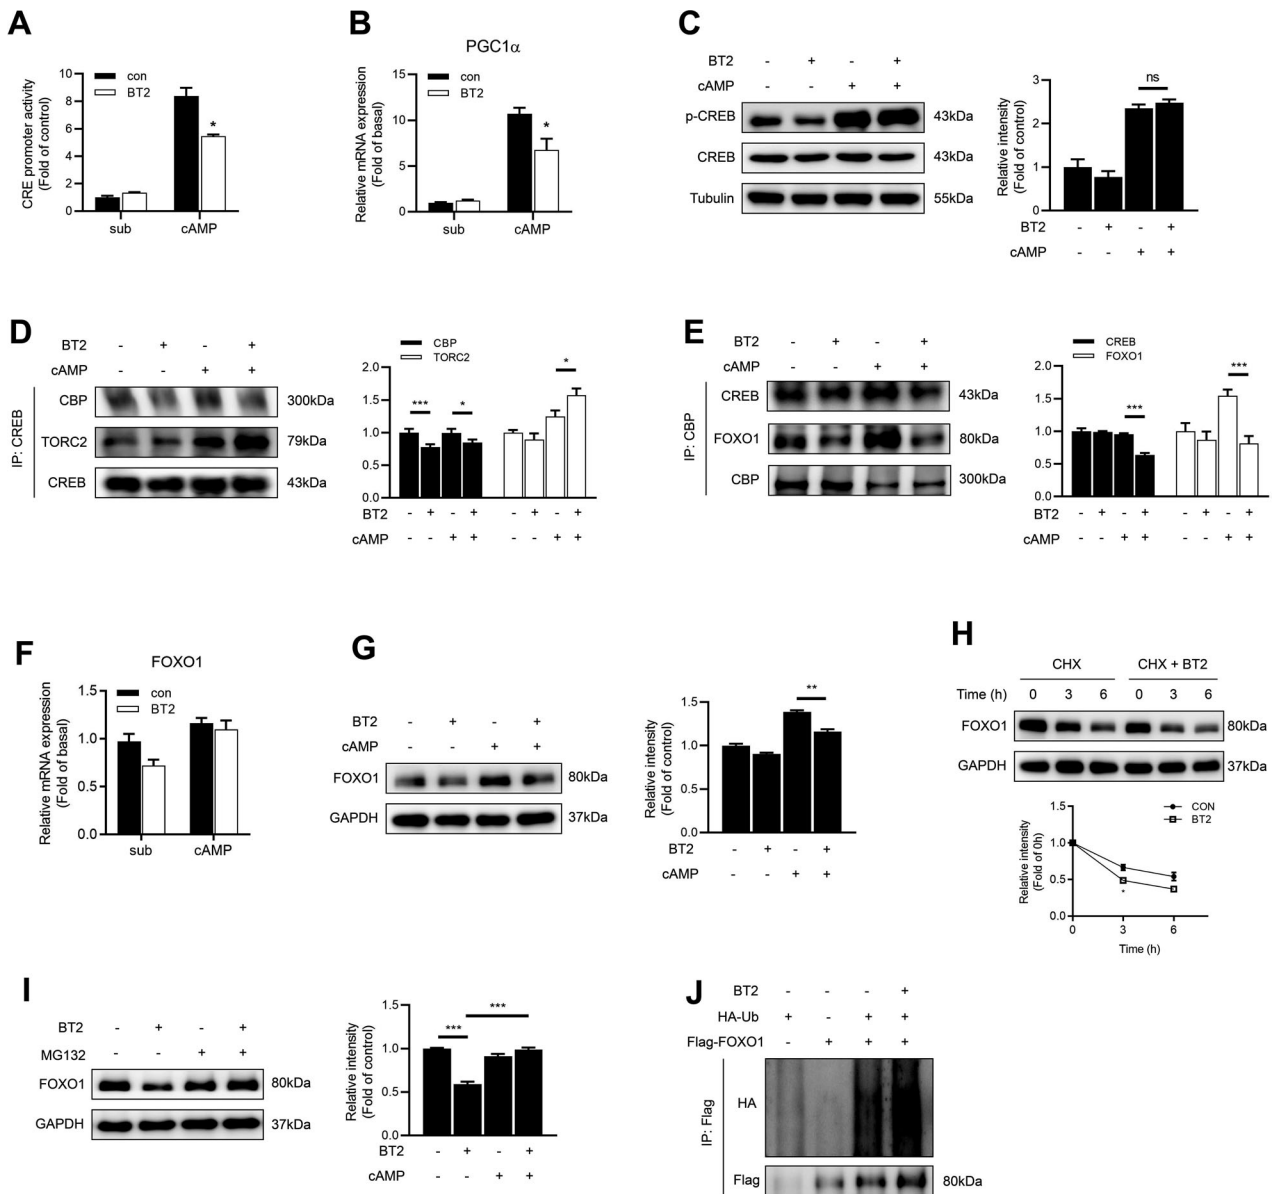 A
CRE promoter activity
(Fold of control)
10
8
6
4
2
0
con
BT2
*
sub
cAMP
B
PGC1α
Relative mRNA expression
(Fold of basal)
15
10
5
0
con
BT2
*
sub
cAMP
C
BT2 - + - +
cAMP - - + +
p-CREB 43kDa
CREB 43kDa
Tubulin 55kDa
Relative intensity
(Fold of control)
3
2
1
0
ns
BT2 - + - +
cAMP - - + +
D
BT2 - + - +
cAMP - - + +
IP: CREB
CBP 300kDa
TORC2 79kDa
CREB 43kDa
CBP
TORC2
2.0
1.5
1.0
0.5
0.0
*** * *
BT2 - + - + - + - +
cAMP - - + + - - + +
E
BT2 - + - +
cAMP - - + +
IP: CBP
CREB 43kDa
FOXO1 80kDa
CBP 300kDa
CREB
FOXO1
2.0
1.5
1.0
0.5
0.0
*** ***
BT2 - + - + - + - +
cAMP - - + + - - + +
F
FOXO1
Relative mRNA expression
(Fold of basal)
1.5
1.0
0.5
0.0
con
BT2
sub
cAMP
G
BT2 - + - +
cAMP - - + +
FOXO1 80kDa
GAPDH 37kDa
Relative intensity
(Fold of control)
1.5
1.0
0.5
0.0
**
BT2 - + - +
cAMP - - + +
H
CHX CHX + BT2
Time (h) 0 3 6 0 3 6
FOXO1 80kDa
GAPDH 37kDa
Relative intensity
(Fold of 0h)
1.5
1.0
0.5
0.0
CON
BT2
*
0 3 6
Time (h)
I
BT2 - + - +
MG132 - - + +
FOXO1 80kDa
GAPDH 37kDa
Relative intensity
(Fold of control)
1.5
1.0
0.5
0.0
*** ***
BT2 - + - +
cAMP - - + +
J
BT2 - - - +
HA-Ub + - + +
Flag-FOXO1 - + + +
IP: Flag
HA
Flag 80kDa